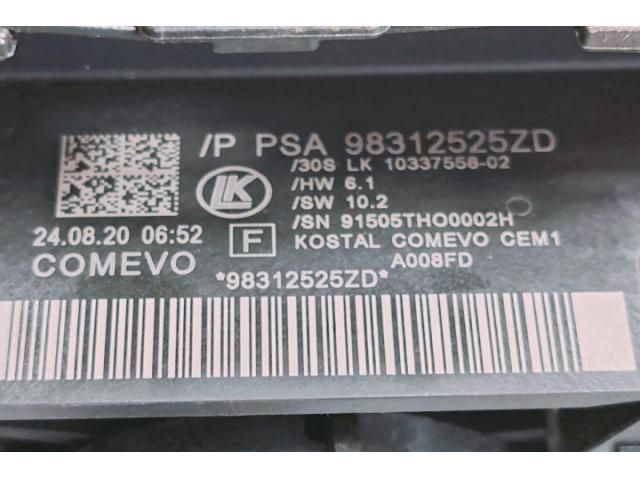 /P PSA 98312525ZD
/30S LK 10337558-02
/HW 6.1
/SW 10.2
/SN 91505THO0002H
LK
24.08.20 06:52
F
KOSTAL COMEVO CEM1
COMEVO
A008FD
*98312525ZD*